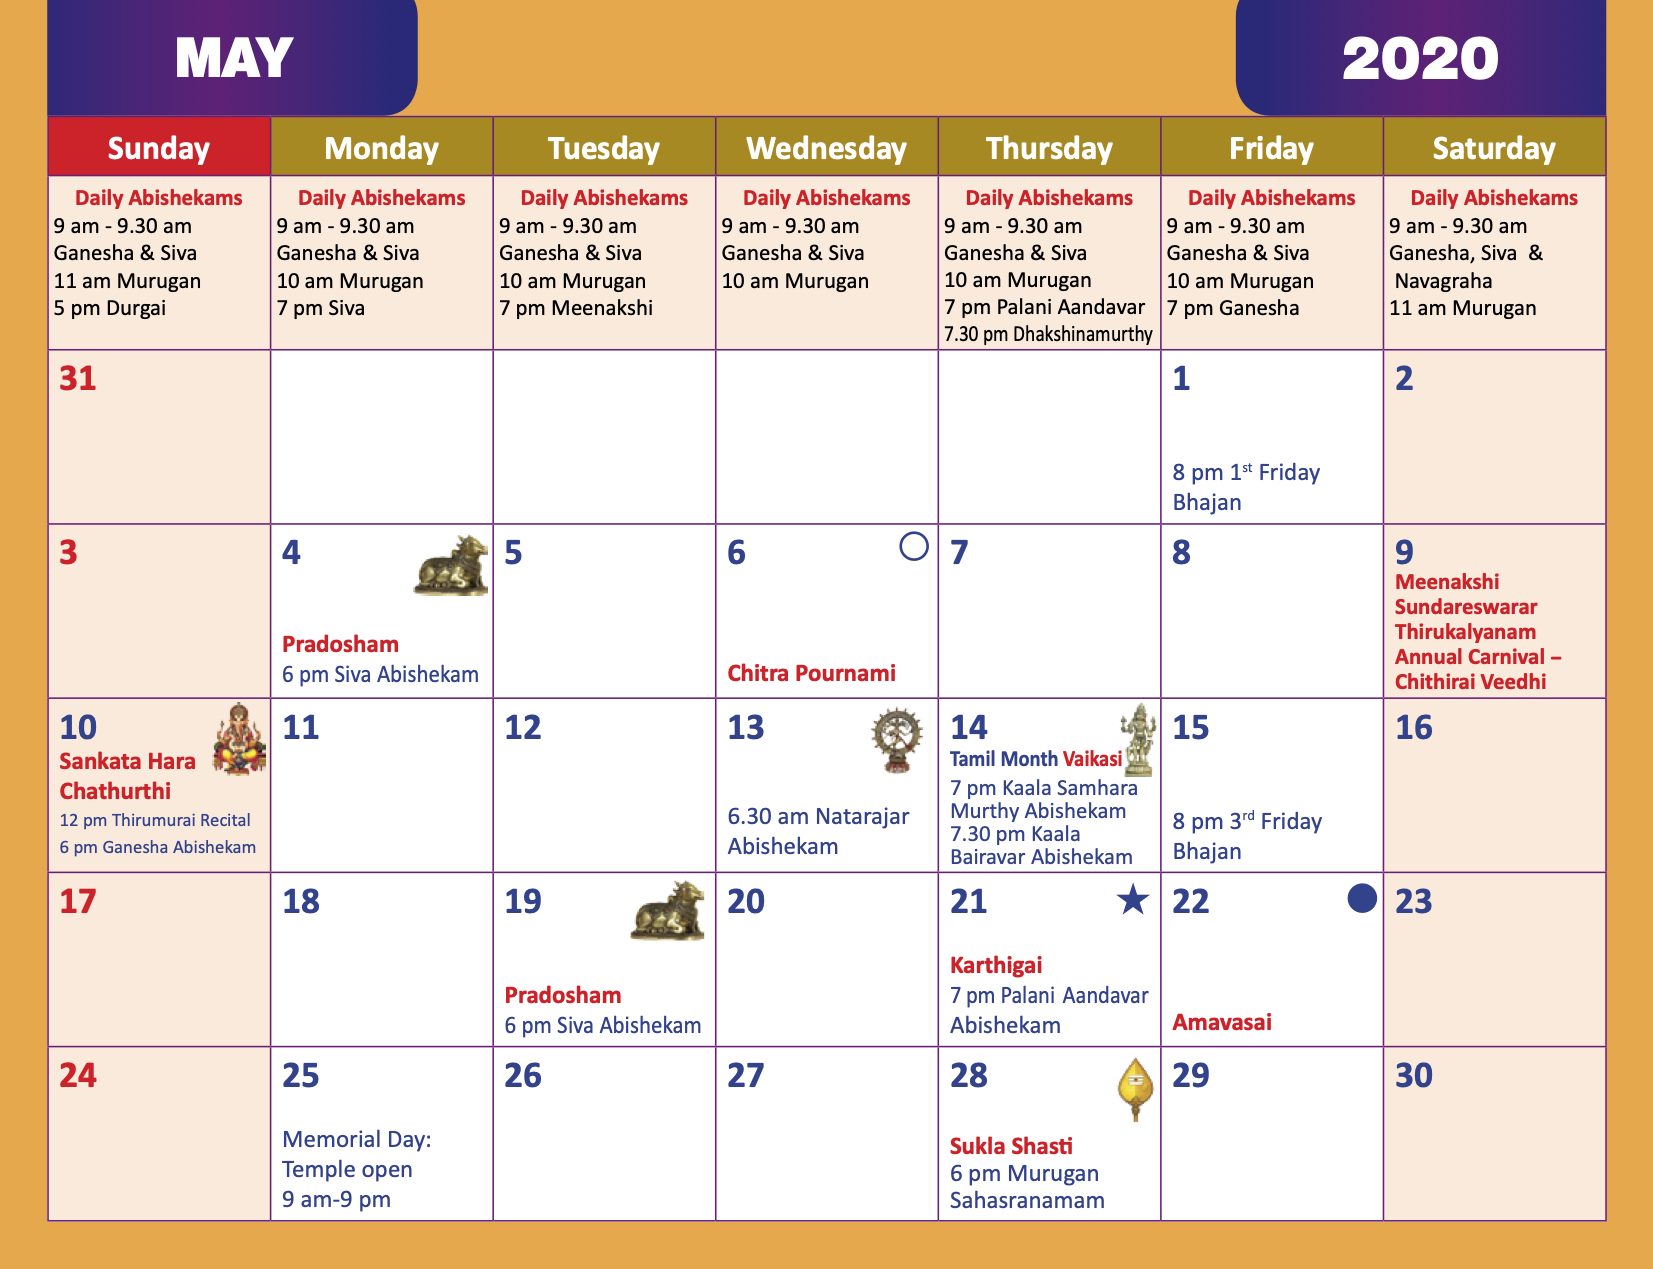 MAY
2020
Sunday
Monday
Tuesday
Wednesday
Thursday
Friday
Saturday
Daily Abishekams
9 am - 9.30 am
Ganesha & Siva
11 am Murugan
5 pm Durgai
Daily Abishekams
9 am - 9.30 am
Ganesha & Siva
10 am Murugan
7 pm Siva
Daily Abishekams
9 am - 9.30 am
Ganesha & Siva
10 am Murugan
7 pm Meenakshi
Daily Abishekams
9 am - 9.30 am
Ganesha & Siva
10 am Murugan
Daily Abishekams
9 am - 9.30 am
Ganesha & Siva
10 am Murugan
7 pm Palani Aandavar
7.30 pm Dhakshinamurthy
Daily Abishekams
9 am - 9.30 am
Ganesha & Siva
10 am Murugan
7 pm Ganesha
Daily Abishekams
9 am - 9.30 am
Ganesha, Siva &
Navagraha
11 am Murugan
31
1
8 pm 1st Friday
Bhajan
2
3
4
Pradosham
6 pm Siva Abishekam
5
6
Chitra Pournami
7
8
9
Meenakshi
Sundareswarar
Thirukalyanam
Annual Carnival –
Chithirai Veedhi
10
Sankata Hara
Chathurthi
12 pm Thirumurai Recital
6 pm Ganesha Abishekam
11
12
13
6.30 am Natarajar
Abishekam
14
Tamil Month Vaikasi
7 pm Kaala Samhara
Murthy Abishekam
7.30 pm Kaala
Bairavar Abishekam
15
8 pm 3rd Friday
Bhajan
16
17
18
19
Pradosham
6 pm Siva Abishekam
20
21
Karthigai
7 pm Palani Aandavar
Abishekam
22
Amavasai
23
24
25
Memorial Day:
Temple open
9 am-9 pm
26
27
28
Sukla Shasti
6 pm Murugan
Sahasranamam
29
30